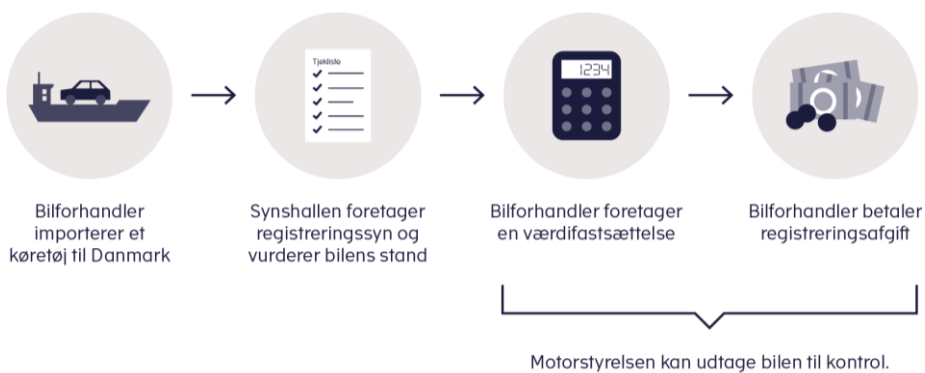 Tjekliste
1234
Bilforhandler
importerer et
køretøj til Danmark
Synshallen foretager
registreringssyn og
vurderer bilens stand
Bilforhandler foretager
en værdifastsættelse
Bilforhandler betaler
registreringsafgift
Motorstyrelsen kan udtage bilen til kontrol.